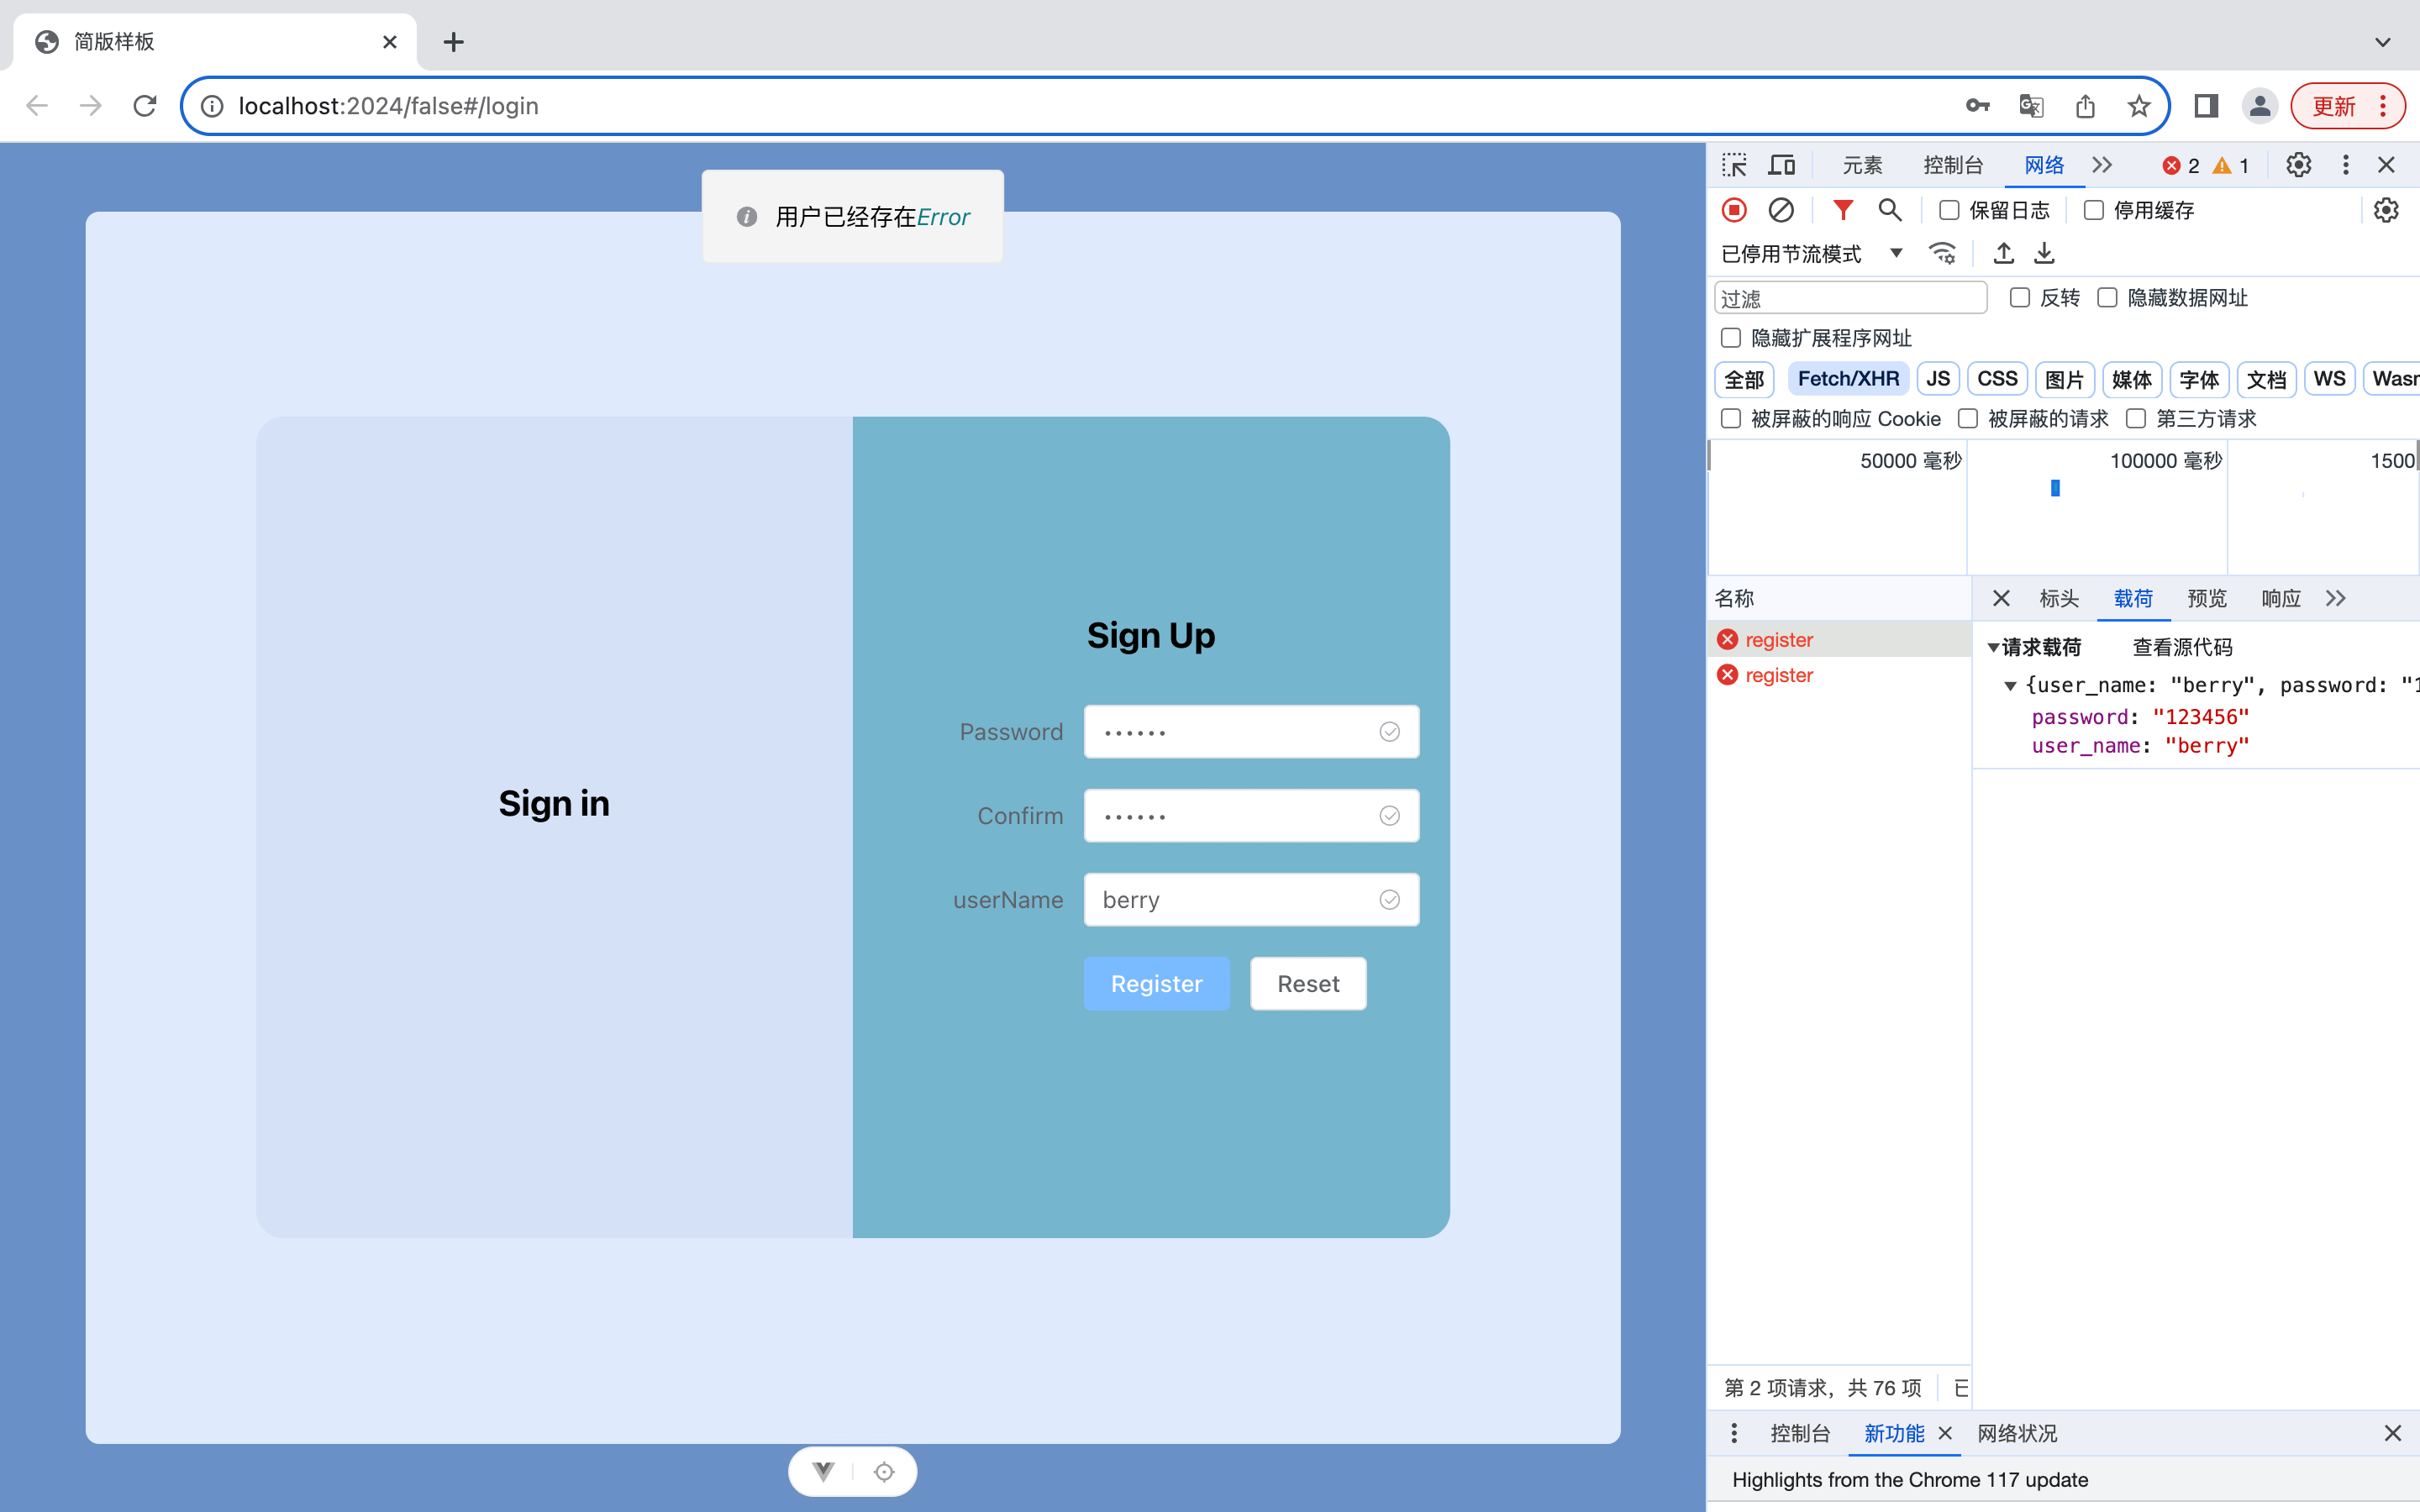 简版样板
localhost:2024/false#/login
更新
用户已经存在Error
Sign in
Sign Up
Password
••••••
Confirm
••••••
userName
berry
Register
Reset
元素
控制台
网络
2
1
保留日志
停用缓存
已停用节流模式
过滤
反转
隐藏数据网址
隐藏扩展程序网址
全部
Fetch/XHR
JS
CSS
图片
媒体
字体
文档
WS
被屏蔽的响应 Cookie
被屏蔽的请求
第三方请求
50000 毫秒
100000 毫秒
1500
名称
标头
载荷
预览
响应
register
register
请求载荷
查看源代码
{user_name: "berry", password: "1
password: "123456"
user_name: "berry"
第 2 项请求，共 76 项
控制台
新功能
网络状况
Highlights from the Chrome 117 update